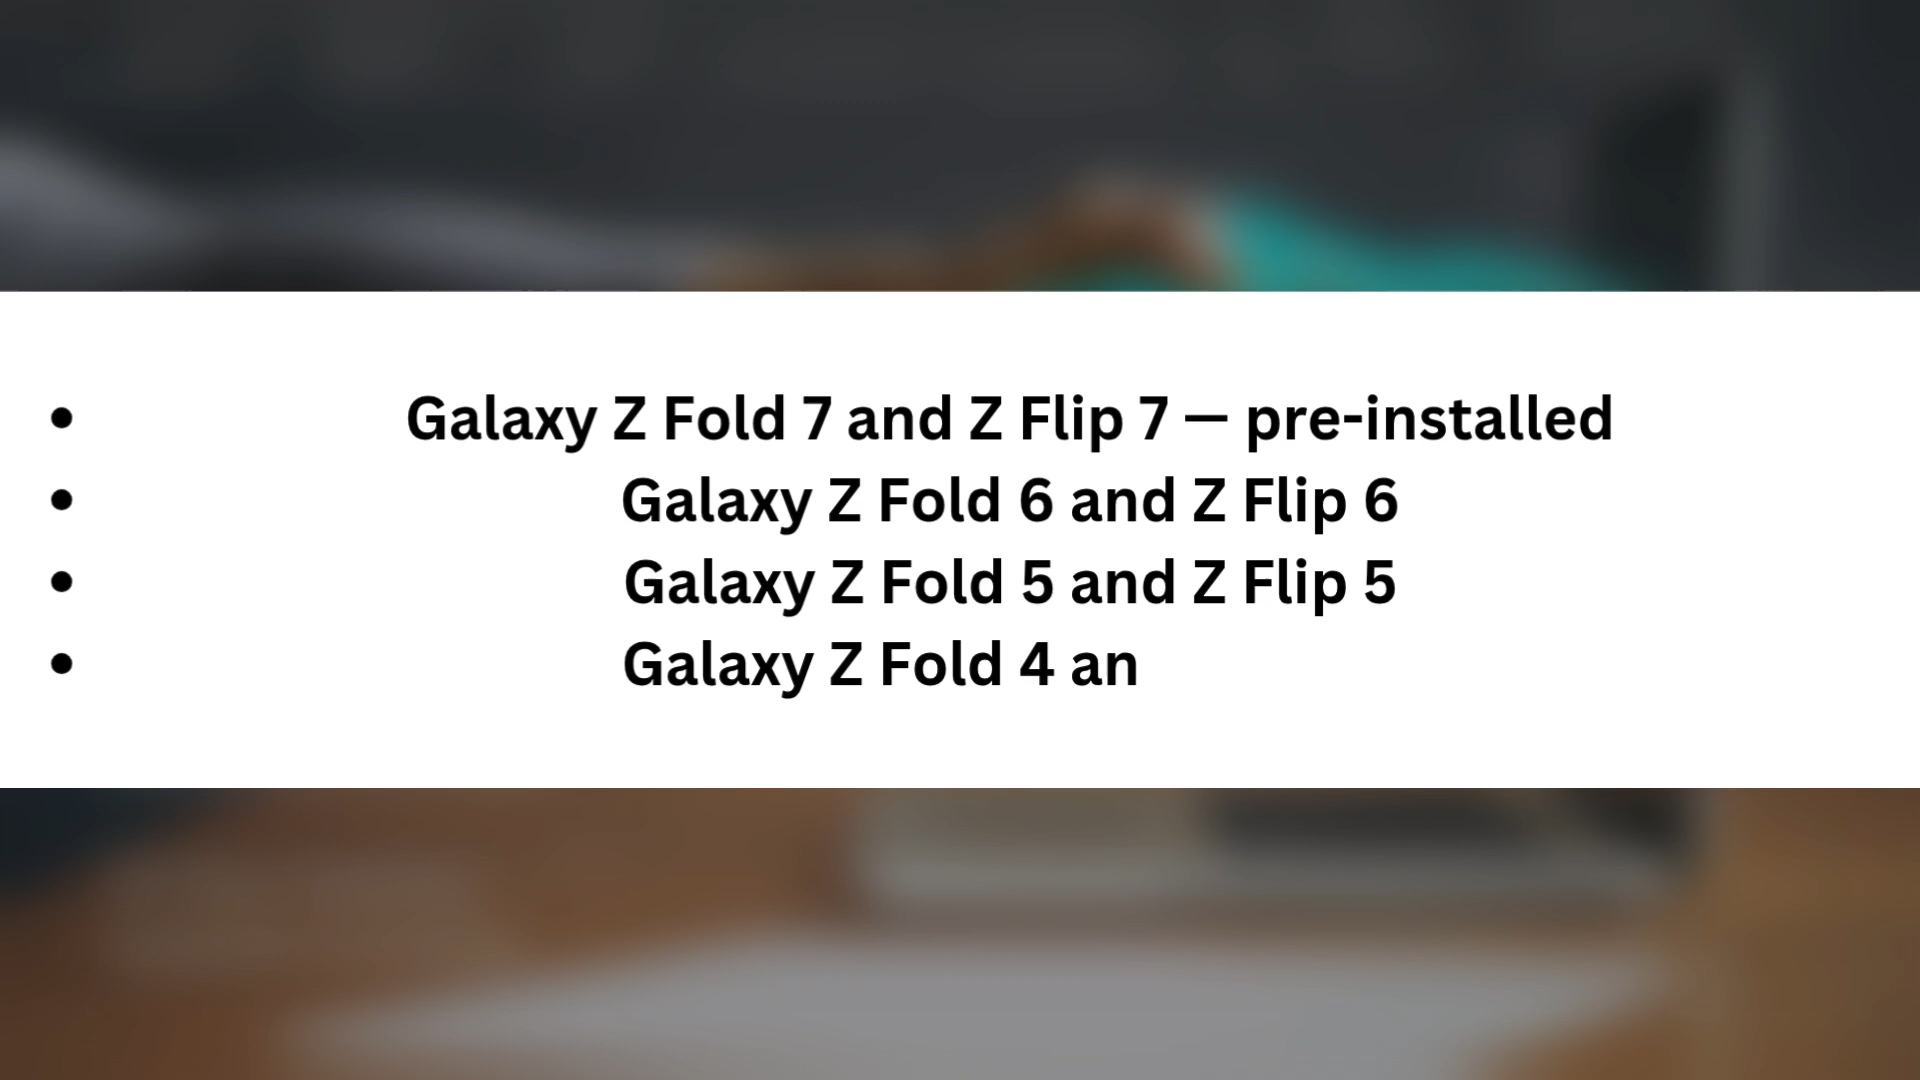 • Galaxy Z Fold 7 and Z Flip 7 — pre-installed
• Galaxy Z Fold 6 and Z Flip 6
• Galaxy Z Fold 5 and Z Flip 5
• Galaxy Z Fold 4 an